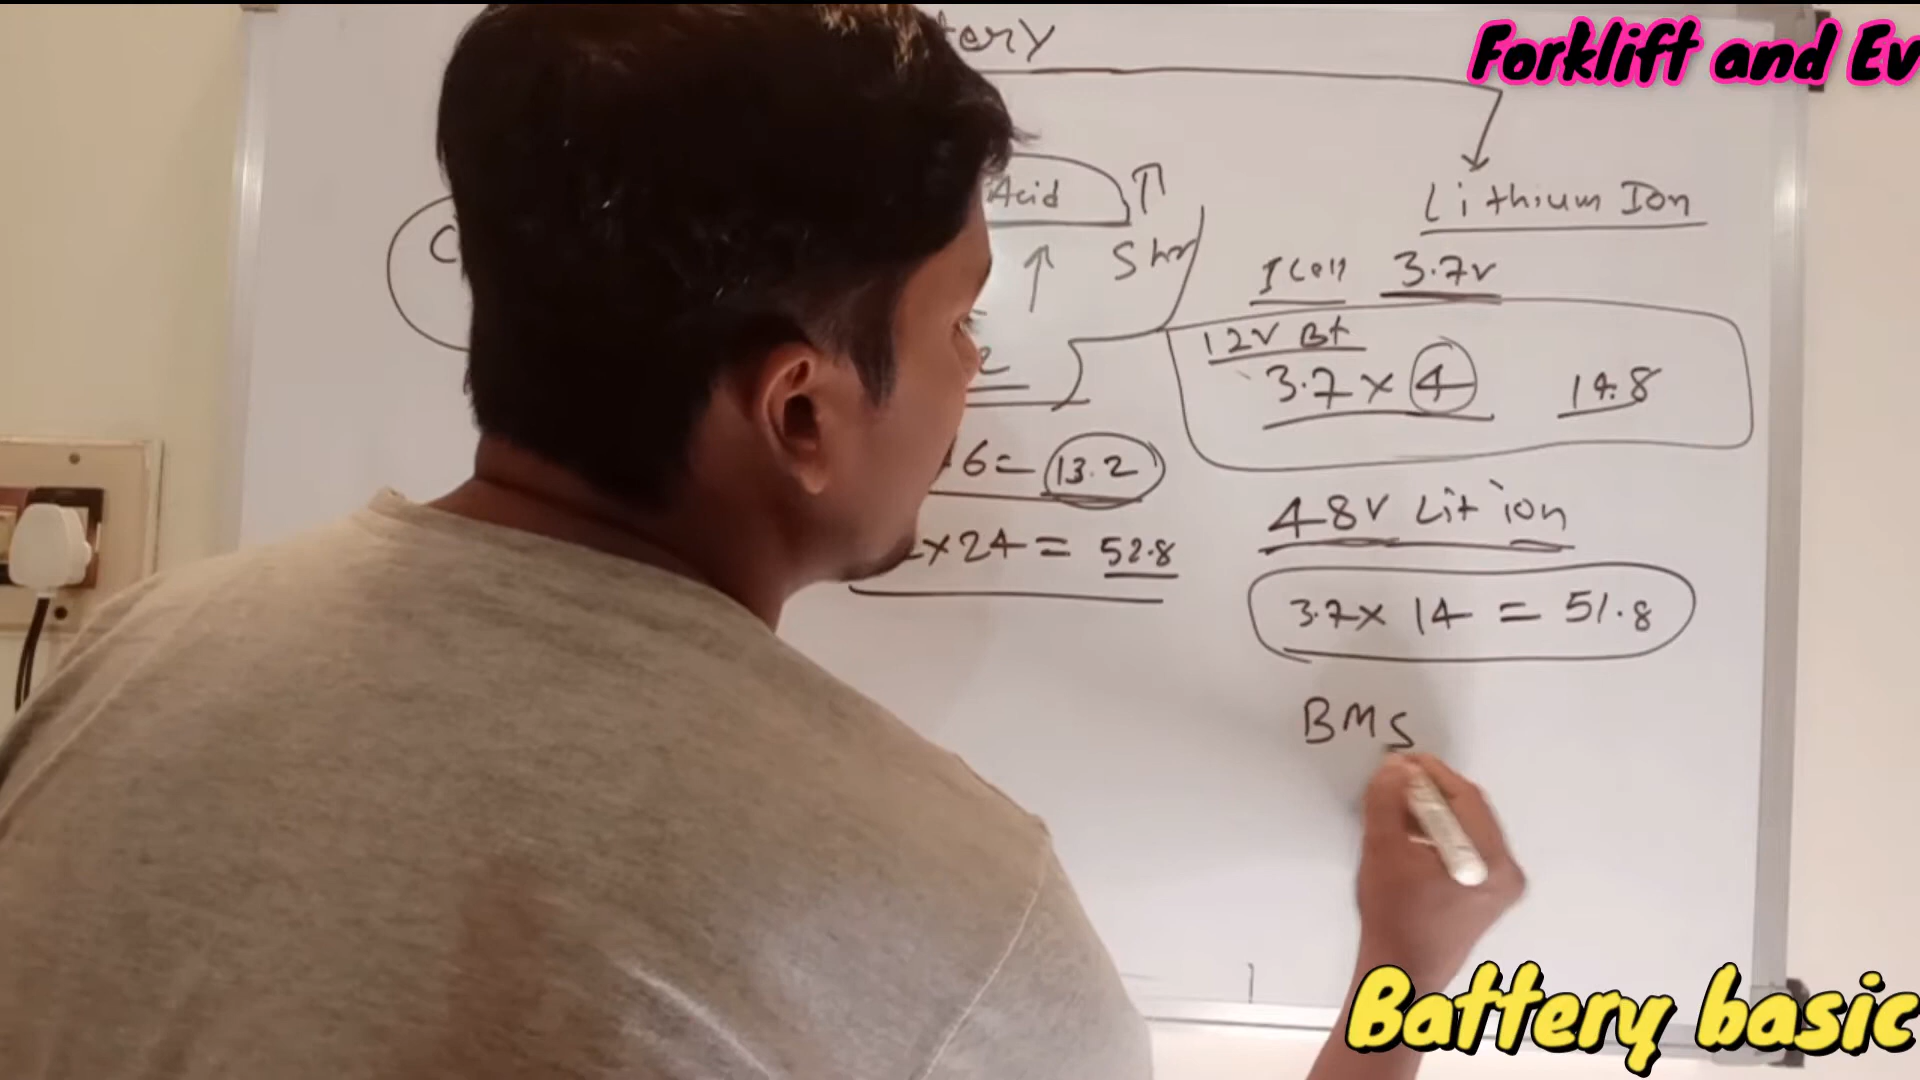 Forklift and Ev
tery
Acid
Lithium Ion
1 Cell 3.7v
12V Bt
3.7 × 4 14.8
6 = 13.2
48V Lit ion
× 24 = 52.8
3.7 × 14 = 51.8
BMS
Battery basic